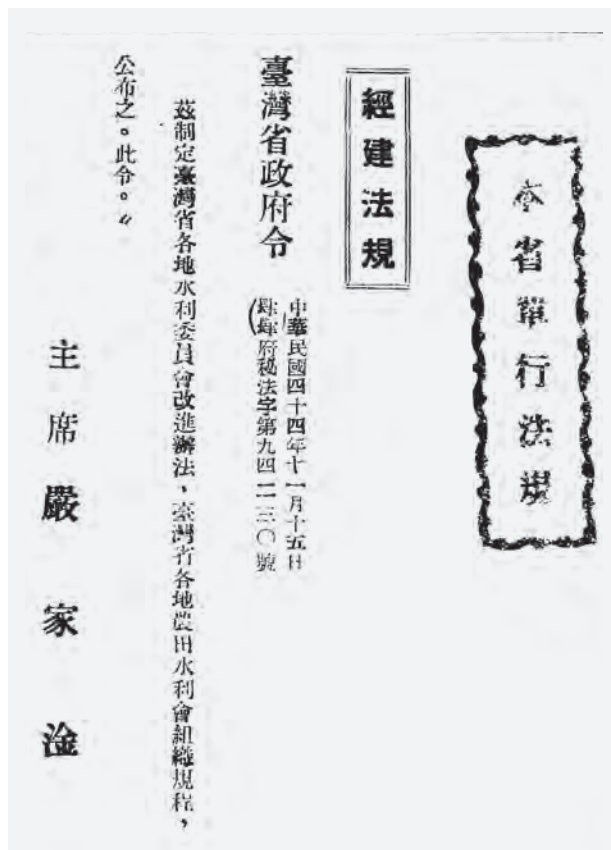 本省單行法規
經建法規
臺灣省政府令
中華民國四十四年十一月十五日
(肆肆)府秘法字第九四二三〇號
茲制定臺灣省各地水利委員會改進辦法，臺灣省各地農田水利會組織規程，
公布之。此令。
主席 嚴家淦